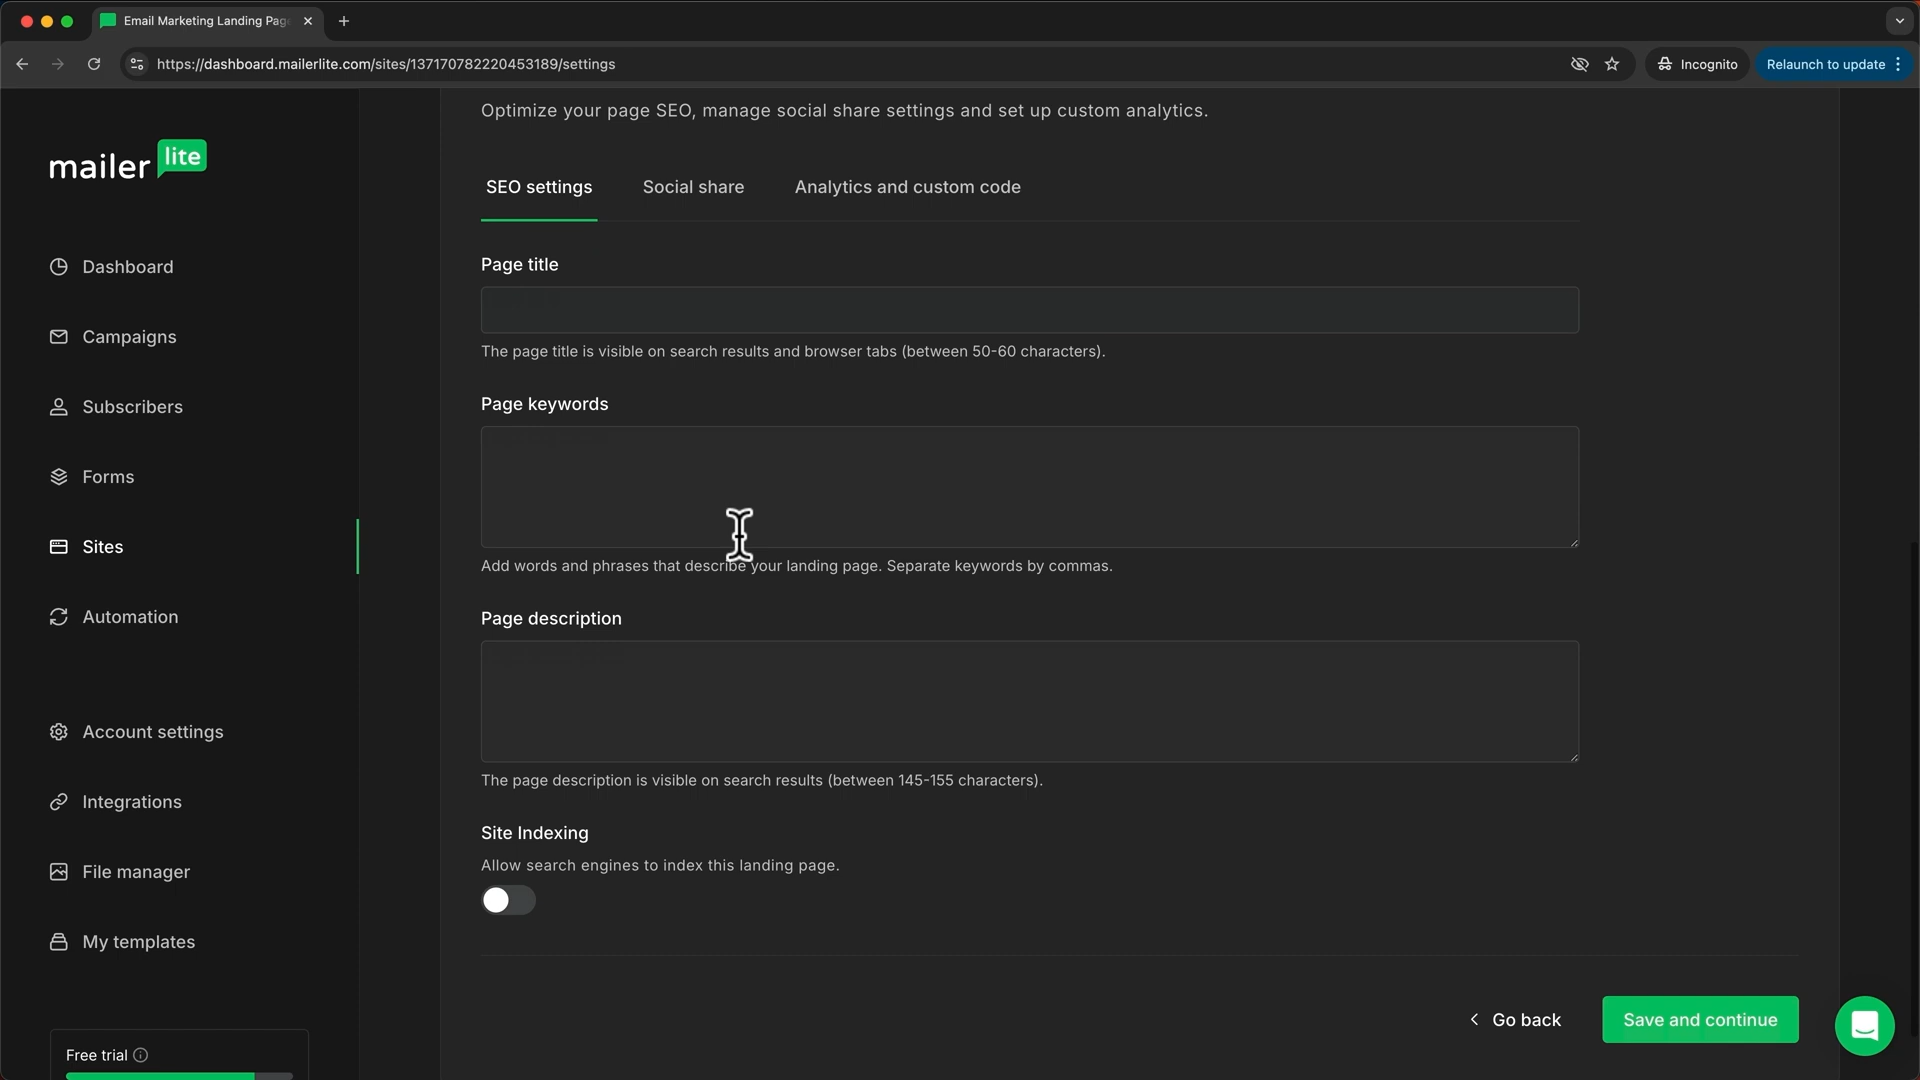 Email Marketing Landing Pag
https://dashboard.mailerlite.com/sites/137170782220453189/settings
Incognito
Relaunch to update
mailer lite
Dashboard
Campaigns
Subscribers
Forms
Sites
Automation
Account settings
Integrations
File manager
My templates
Free trial
Optimize your page SEO, manage social share settings and set up custom analytics.
SEO settings
Social share
Analytics and custom code
Page title
The page title is visible on search results and browser tabs (between 50-60 characters).
Page keywords
Add words and phrases that describe your landing page. Separate keywords by commas.
Page description
The page description is visible on search results (between 145-155 characters).
Site Indexing
Allow search engines to index this landing page.
Go back
Save and continue